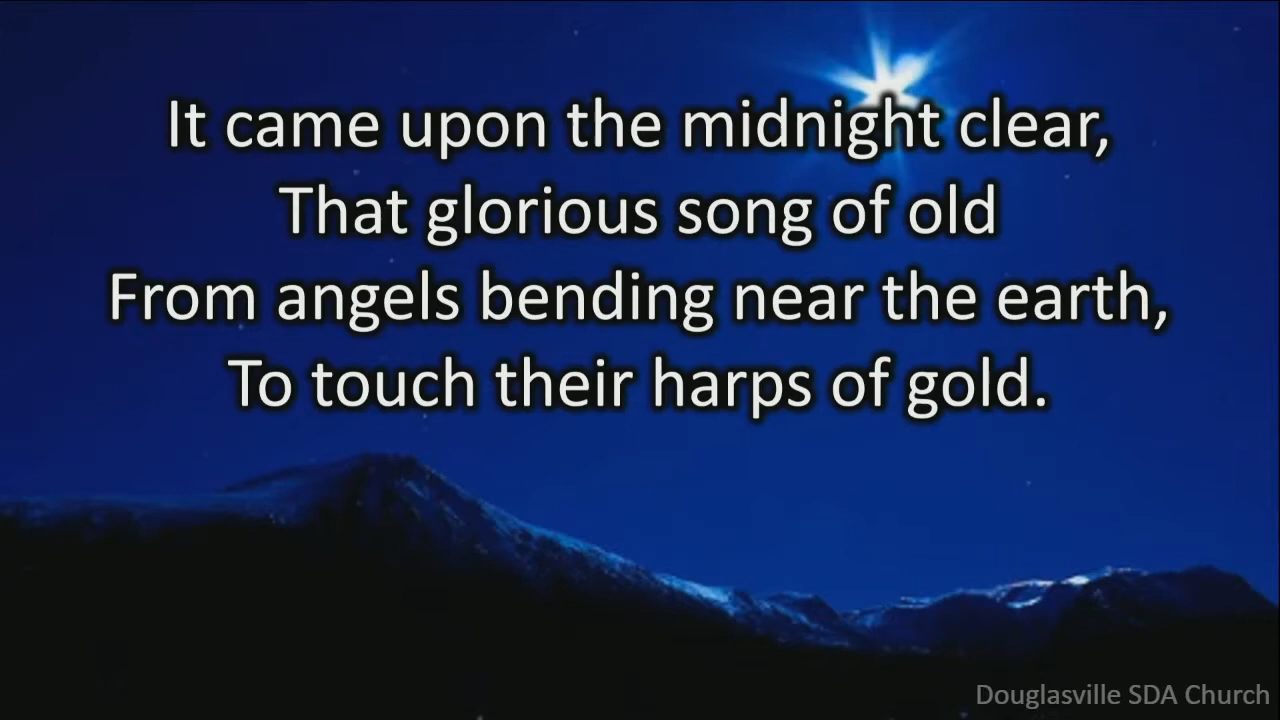 It came upon the midnight clear,
That glorious song of old
From angels bending near the earth,
To touch their harps of gold.
Douglasville SDA Church